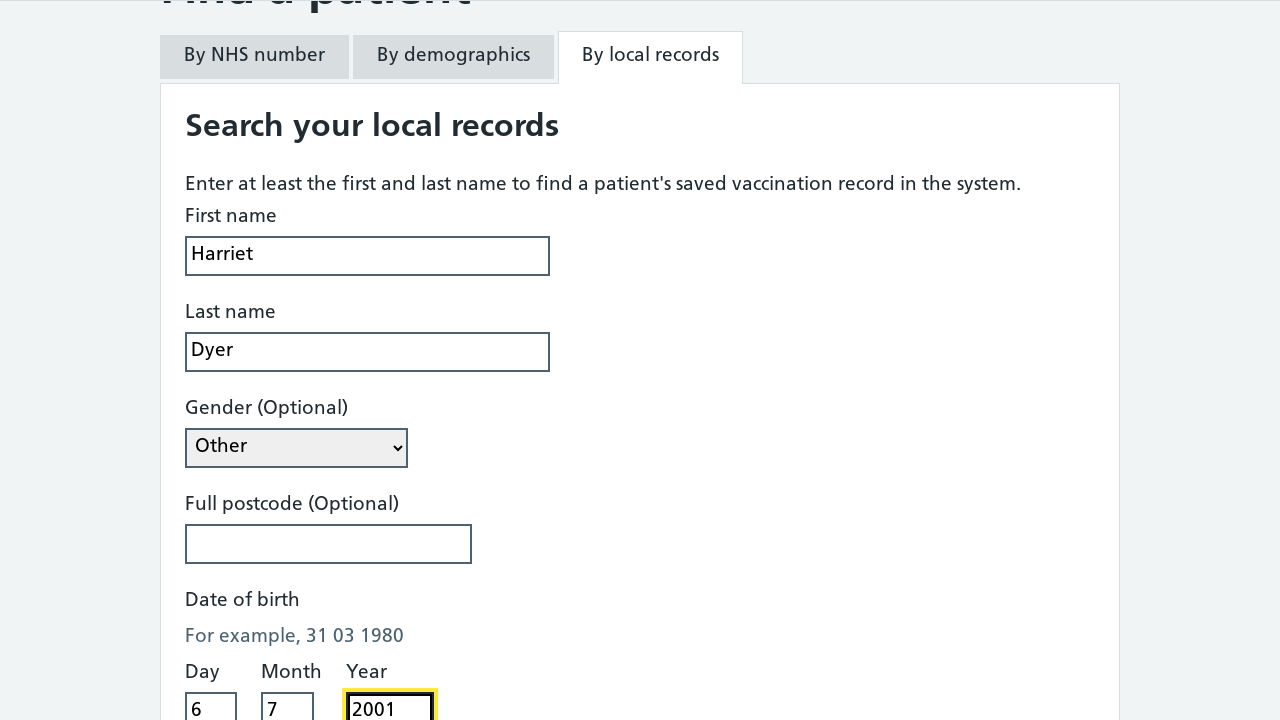 Find a patient
By NHS number
By demographics
By local records
Search your local records
Enter at least the first and last name to find a patient's saved vaccination record in the system.
First name
Harriet
Last name
Dyer
Gender (Optional)
Other
Full postcode (Optional)
Date of birth
For example, 31 03 1980
Day Month Year
6 7 2001